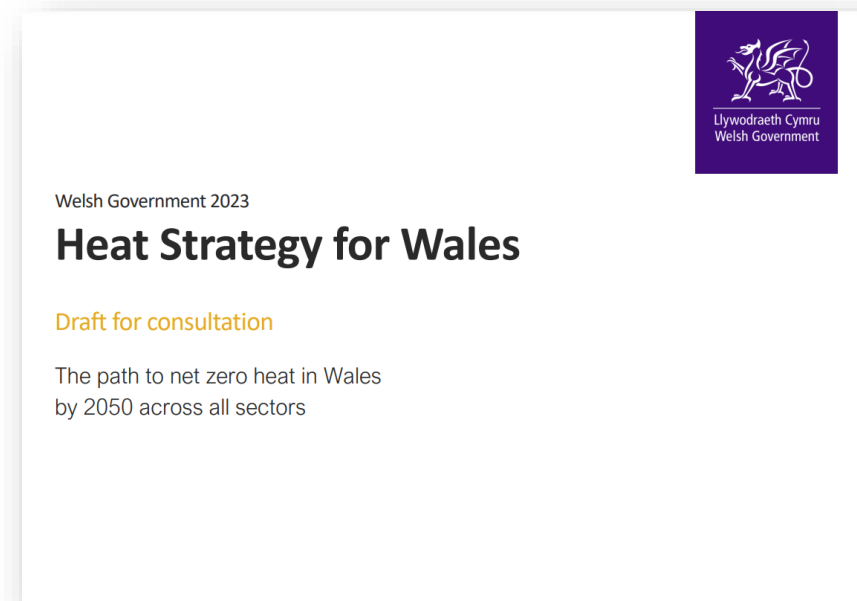 Llywodraeth Cymru
Welsh Government
Welsh Government 2023
Heat Strategy for Wales
Draft for consultation
The path to net zero heat in Wales
by 2050 across all sectors